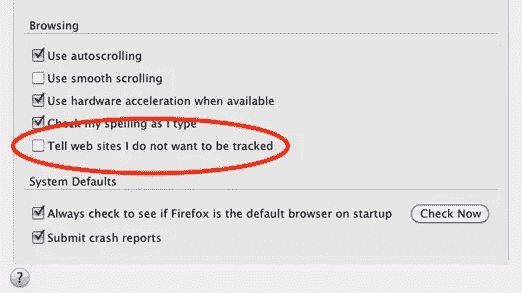 Browsing
Use autoscrolling
Use smooth scrolling
Use hardware acceleration when available
Check my spelling as I type
Tell web sites I do not want to be tracked
System Defaults
Always check to see if Firefox is the default browser on startup Check Now
Submit crash reports
?